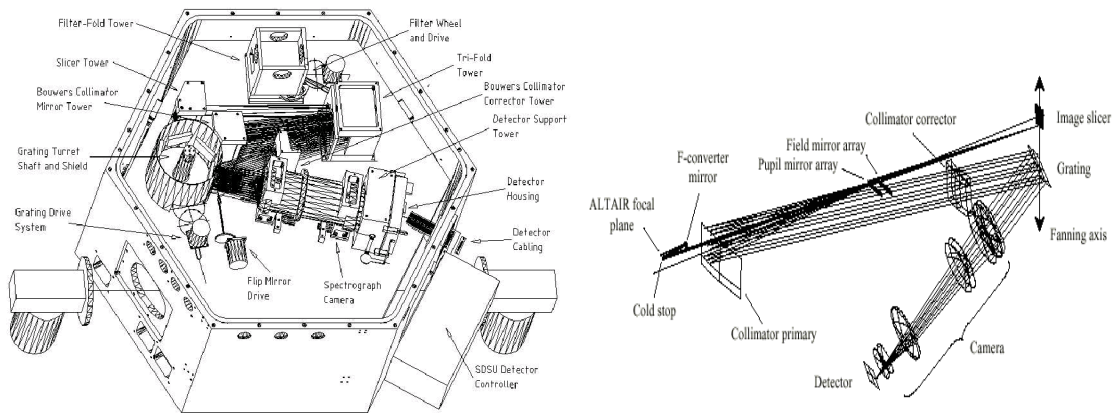 Filter-Fold Tower
Slicer Tower
Bouwers Collimator
Mirror Tower
Grating Turret
Shaft and Shield
Grating Drive
System
Flip Mirror
Drive
Spectrograph
Camera
Filter Wheel
and Drive
Tri-Fold
Tower
Bouwers Collimator
Corrector Tower
Detector Support
Tower
Detector
Housing
Detector
Cabling
SDSU Detector
Controller
Collimator corrector
Image slicer
Field mirror array
Pupil mirror array
F-converter
mirror
Grating
ALTAIR focal
plane
Fanning axis
Cold stop
Collimator primary
Camera
Detector